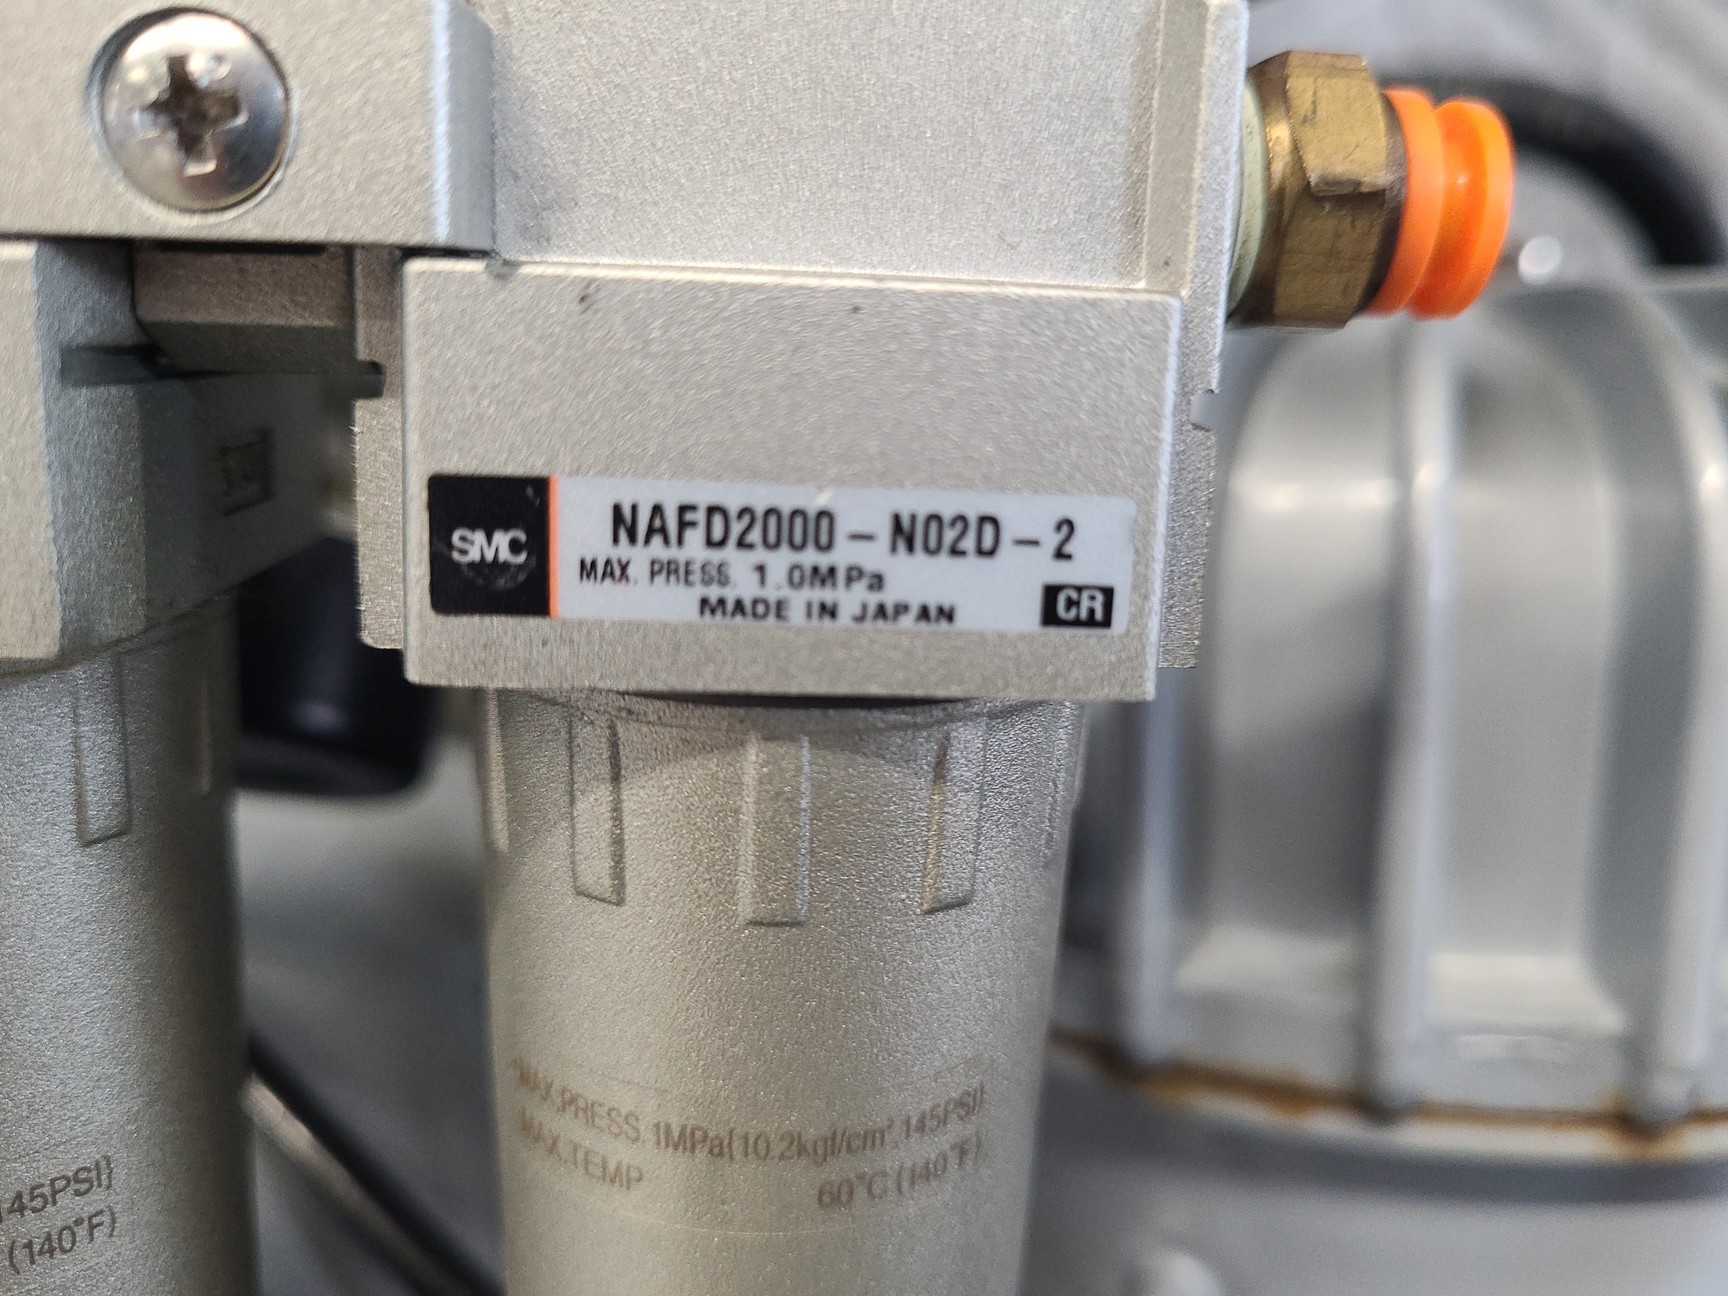 SMC
NAFD2000-N02D-2
MAX. PRESS. 1.0MPa
MADE IN JAPAN
CR
MAX.PRESS. 1MPa{10.2kgf/cm², 145PSI}
MAX.TEMP 60°C (140°F)
145PSI}
(140°F)